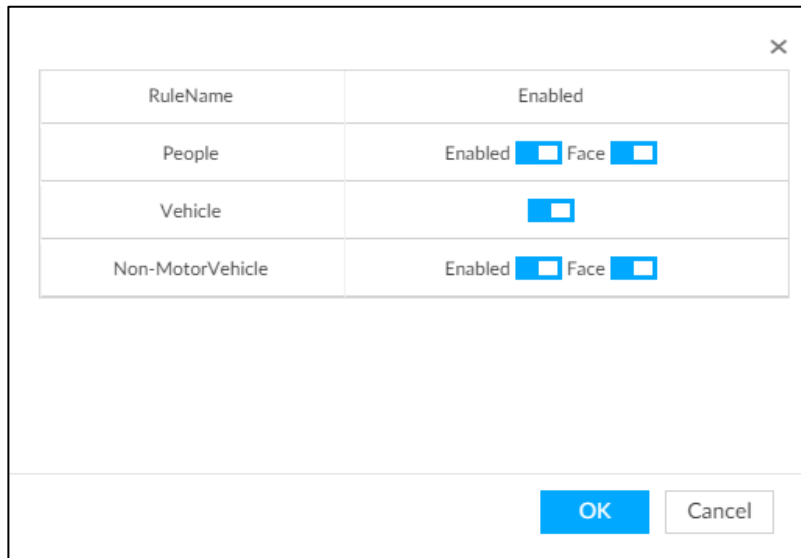 RuleName Enabled
People Enabled Face
Vehicle
Non-MotorVehicle Enabled Face
OK Cancel